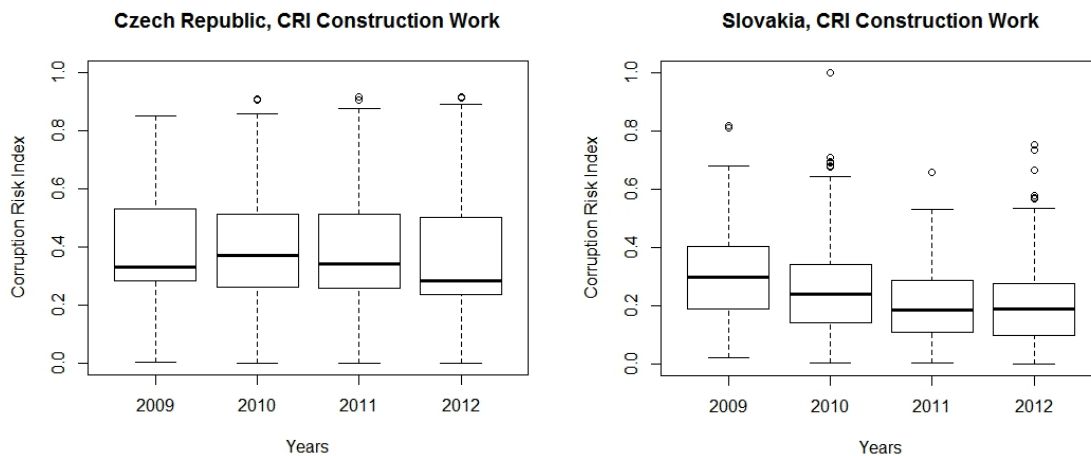 Czech Republic, CRI Construction Work
Corruption Risk Index
1.0
0.8
0.6
0.4
0.2
0.0
2009 2010 2011 2012
Years
Slovakia, CRI Construction Work
Corruption Risk Index
1.0
0.8
0.6
0.4
0.2
0.0
2009 2010 2011 2012
Years